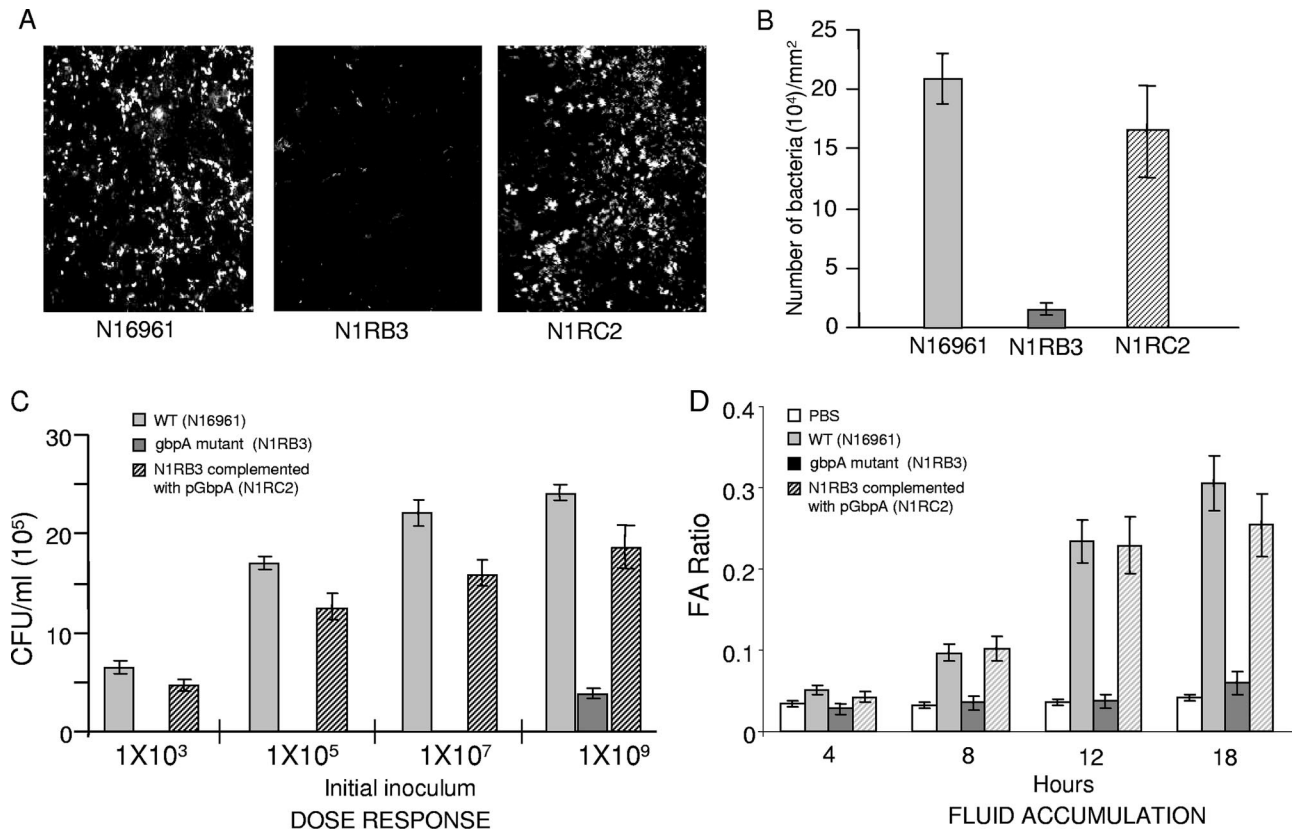 A
N16961
N1RB3
N1RC2
B
Number of bacteria (10⁴)/mm²
25
20
15
10
5
0
N16961
N1RB3
N1RC2
C
WT (N16961)
gbpA mutant (N1RB3)
N1RB3 complemented
with pGbpA (N1RC2)
CFU/ml (10⁵)
30
20
10
0
1X10³
1X10⁵
1X10⁷
1X10⁹
Initial inoculum
DOSE RESPONSE
D
PBS
WT (N16961)
gbpA mutant (N1RB3)
N1RB3 complemented
with pGbpA (N1RC2)
FA Ratio
0.4
0.3
0.2
0.1
0
4
8
12
18
Hours
FLUID ACCUMULATION